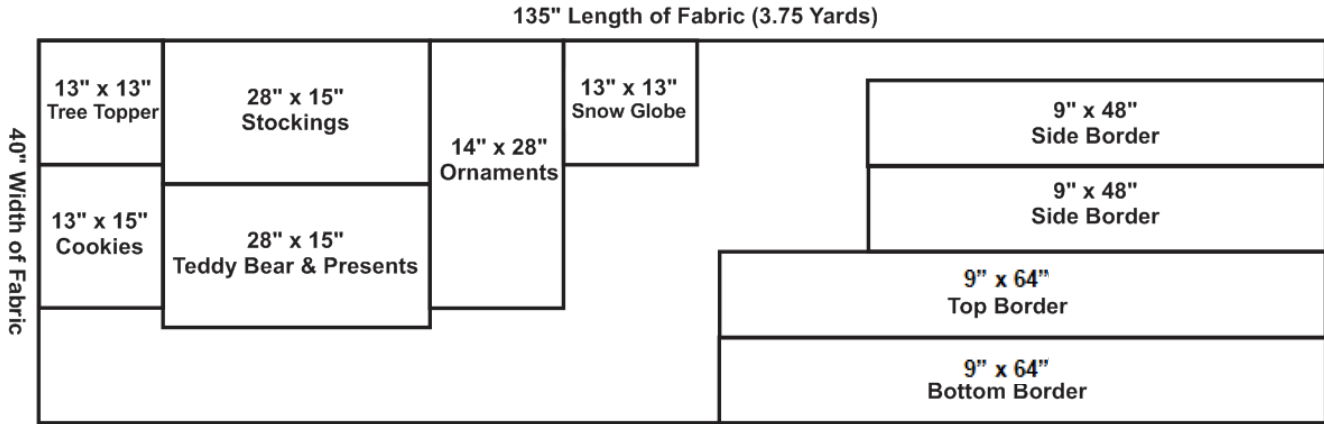 135" Length of Fabric (3.75 Yards)
40" Width of Fabric
13" x 13"
Tree Topper
28" x 15"
Stockings
14" x 28"
Ornaments
13" x 13"
Snow Globe
9" x 48"
Side Border
13" x 15"
Cookies
28" x 15"
Teddy Bear & Presents
9" x 48"
Side Border
9” x 64”
Top Border
9” x 64”
Bottom Border